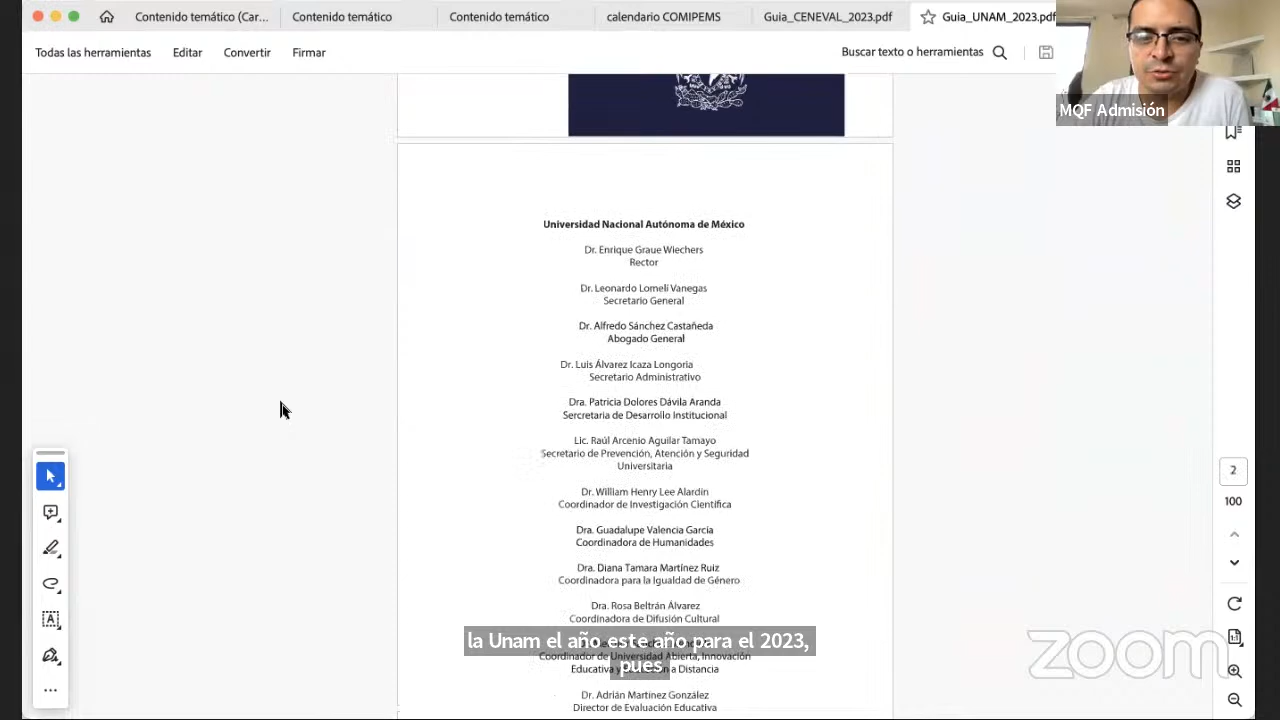 Contenido temático (Car...
Contenido temático
Contenido temático
calendario COMIPEMS
Guia_CENEVAL_2023.pdf
Guia_UNAM_2023.pdf
Todas las herramientas
Editar
Convertir
Firmar
Buscar texto o herramientas
MQF Admisión
Universidad Nacional Autónoma de México
Dr. Enrique Graue Wiechers
Rector
Dr. Leonardo Lomelí Vanegas
Secretario General
Dr. Alfredo Sánchez Castañeda
Abogado General
Dr. Luis Álvarez Icaza Longoria
Secretario Administrativo
Dra. Patricia Dolores Dávila Aranda
Sercretaria de Desarrollo Institucional
Lic. Raúl Arcenio Aguilar Tamayo
Secretario de Prevención, Atención y Seguridad
Universitaria
Dr. William Henry Lee Alardín
Coordinador de Investigación Científica
Dra. Guadalupe Valencia García
Coordinadora de Humanidades
Dra. Diana Tamara Martínez Ruiz
Coordinadora para la Igualdad de Género
Dra. Rosa Beltrán Álvarez
Coordinadora de Difusión Cultural
la Unam el año este año para el 2023,
pues
Coordinador de Universidad Abierta, Innovación
Educativa a Distancia
Dr. Adrián Martínez González
Director de Evaluación Educativa
2
100
zoom